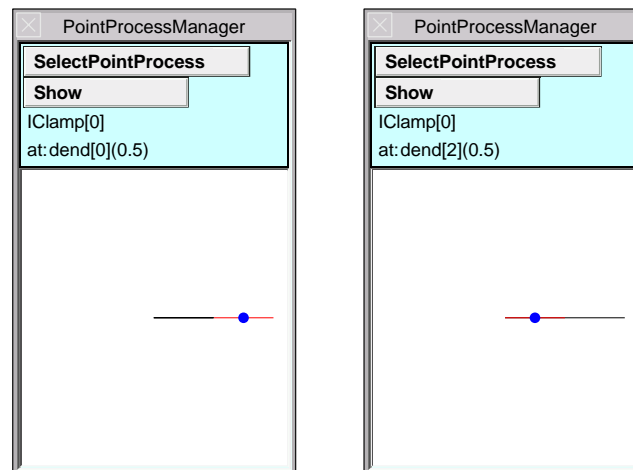 PointProcessManager
SelectPointProcess
Show
IClamp[0]
at:dend[0](0.5)
PointProcessManager
SelectPointProcess
Show
IClamp[0]
at:dend[2](0.5)